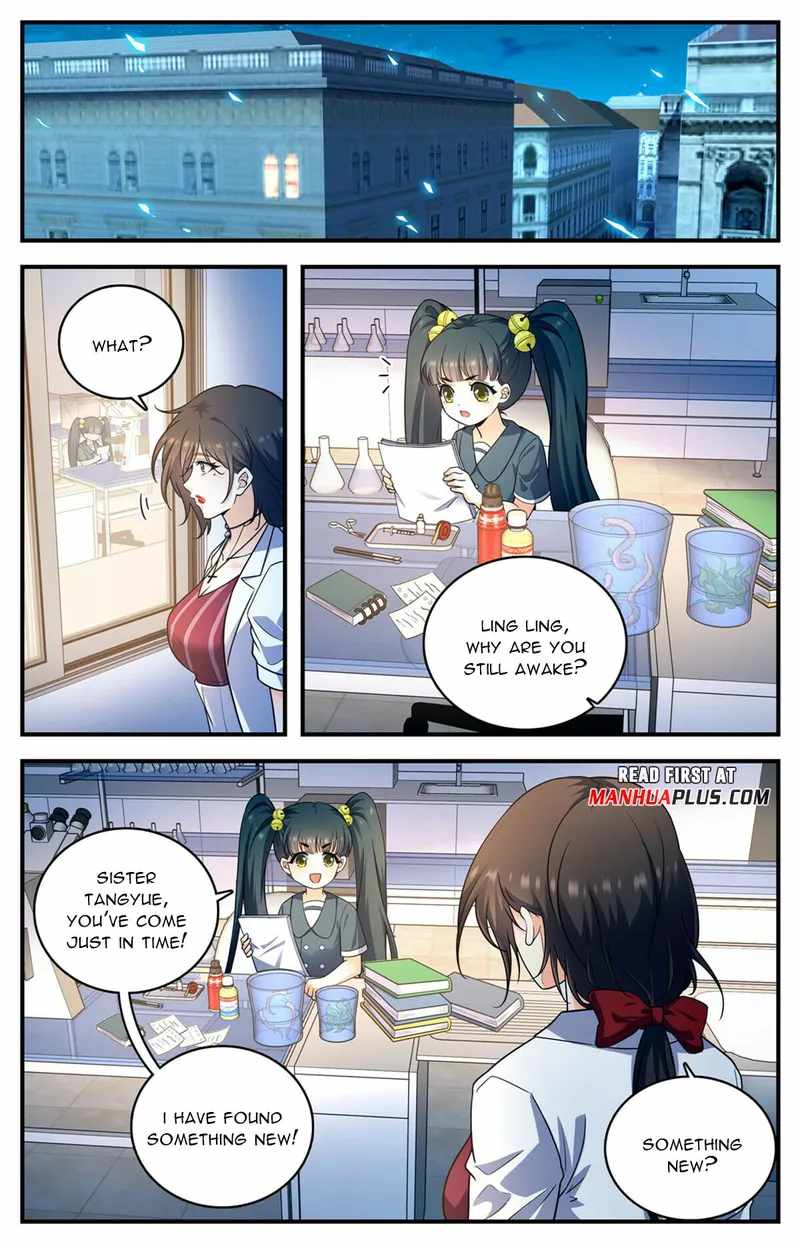 WHAT?
LING LING,
WHY ARE YOU
STILL AWAKE?
READ FIRST AT
MANHUAPLUS.COM
SISTER
TANGYUE,
YOU'VE COME
JUST IN TIME!
I HAVE FOUND
SOMETHING NEW!
SOMETHING
NEW?